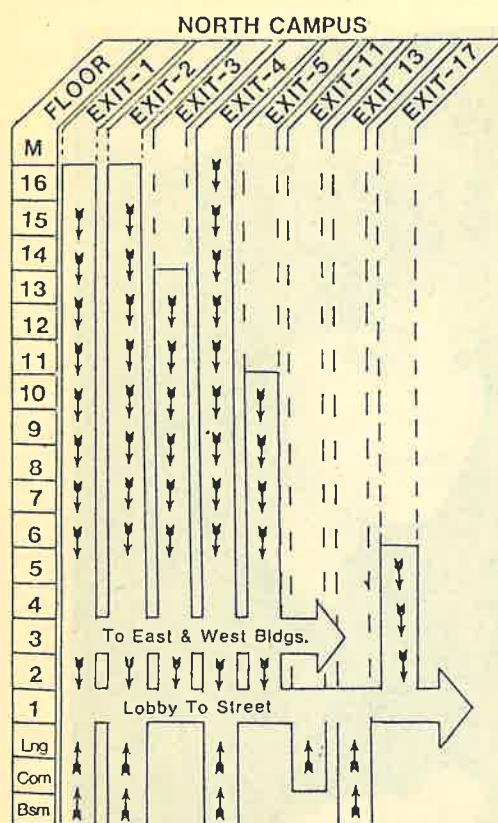 NORTH CAMPUS
FLOOR
EXIT-1
EXIT-2
EXIT-3
EXIT-4
EXIT-5
EXIT-11
EXIT 13
EXIT-17
M
16
15
14
13
12
11
10
9
8
7
6
5
4
3
To East & West Bldgs.
2
1
Lobby To Street
Lng
Com
Bsm